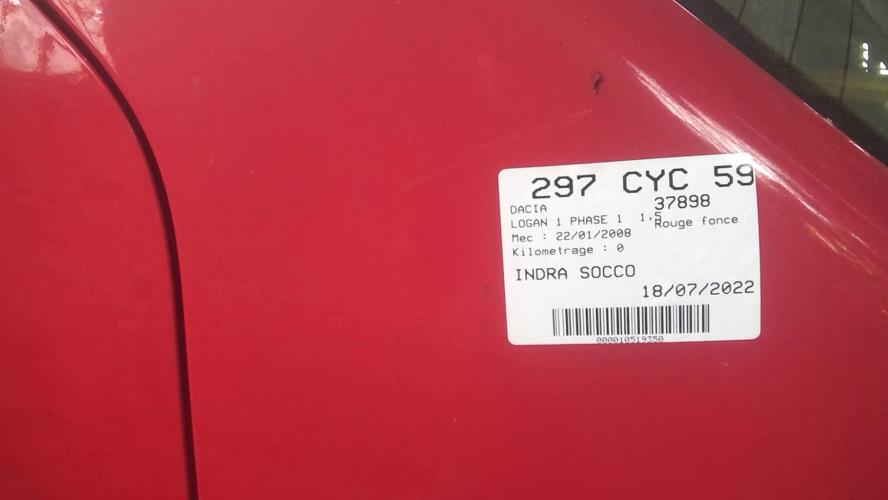 297 CYC 59
DACIA 37898
LOGAN 1 PHASE 1 1,5
Rouge fonce
Mec : 22/01/2008
Kilometrage : 0
INDRA SOCCO
18/07/2022
000010519350